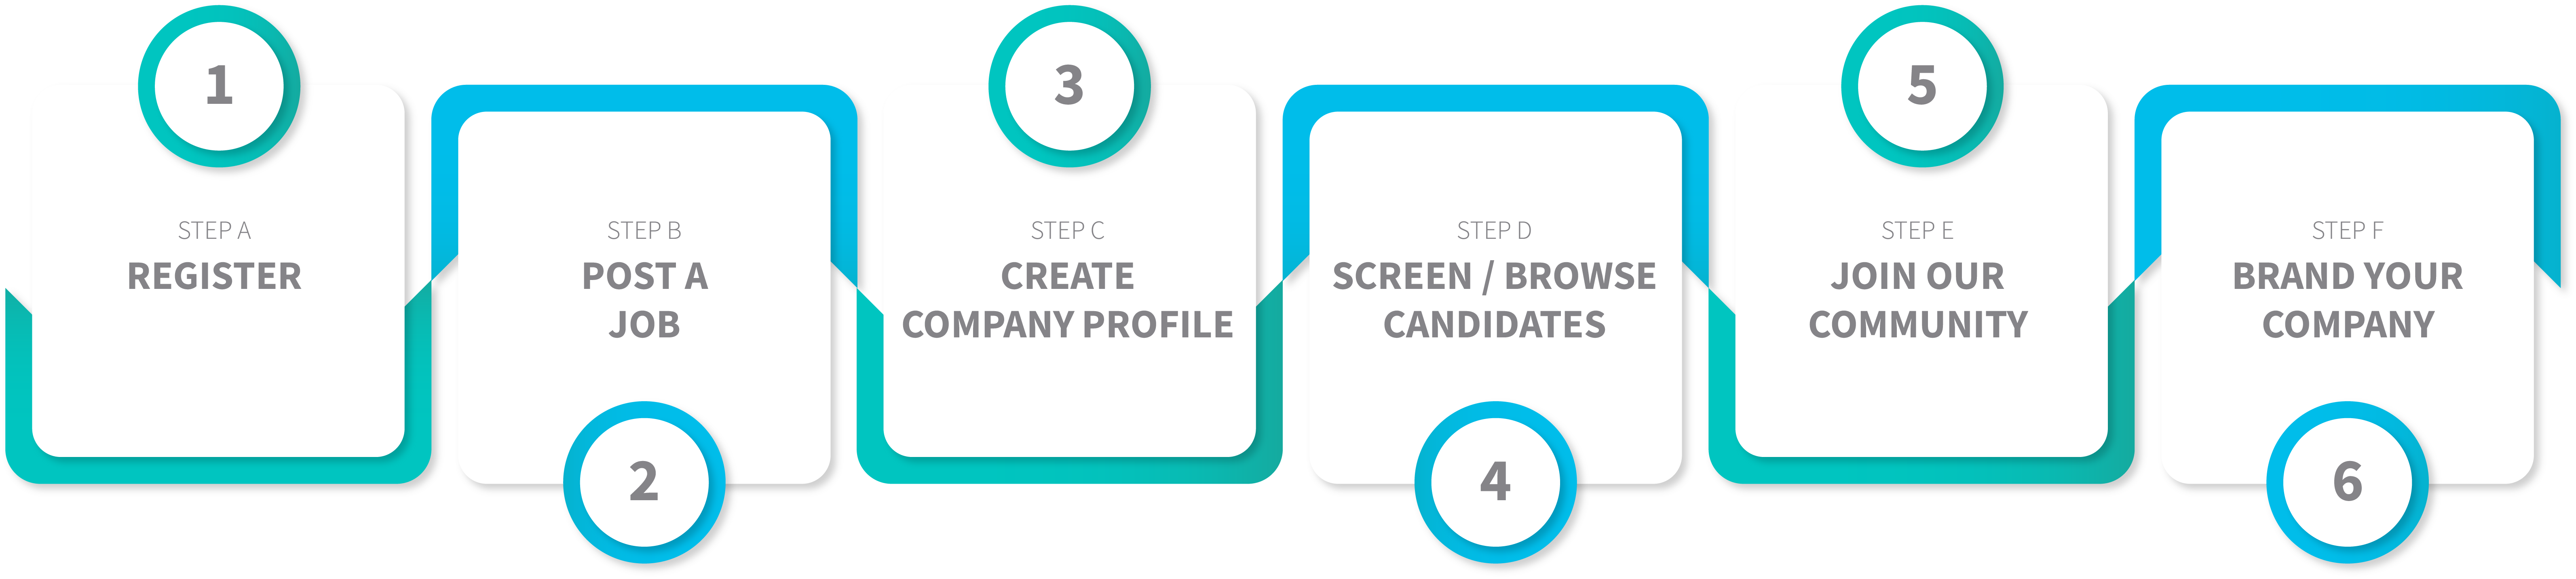 1
STEP A
REGISTER
STEP B
POST A
JOB
2
3
STEP C
CREATE
COMPANY PROFILE
STEP D
SCREEN / BROWSE
CANDIDATES
4
5
STEP E
JOIN OUR
COMMUNITY
STEP F
BRAND YOUR
COMPANY
6